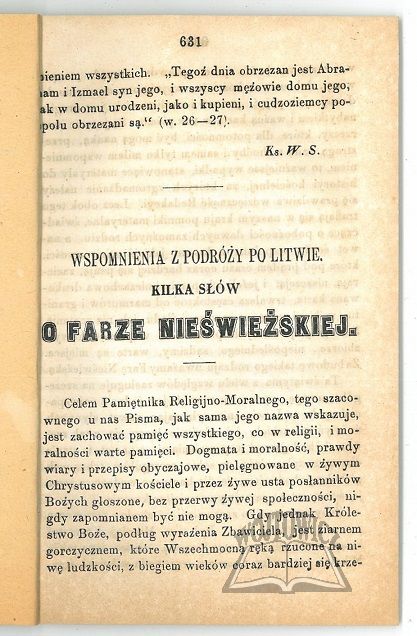 631
ieniem wszystkich. „Tegoż dnia obrzezan jest Abra-
am i Izmael syn jego, i wszyscy mężowie domu jego,
ak w domu urodzeni, jako i kupieni, i cudzoziemcy po-
połu obrzezani są.“ (w. 26—27).
Ks. W. S.
WSPOMNIENIA Z PODRÓŻY PO LITWIE.
KILKA SŁÓW
O FARZE NIEŚWIEŻSKIEJ.
Celem Pamiętnika Religijno-Moralnego, tego szaco-
wnego u nas Pisma, jak sama jego nazwa wskazuje,
jest zachować pamięć wszystkiego, co w religii, i mo-
ralności warte pamięci. Dogmata i moralność, prawdy
wiary i przepisy obyczajowe, pielęgnowane w żywym
Chrystusowym kościele i przez żywe usta posłanników
Bożych głoszone, bez przerwy żywej społeczności, ni-
gdy zapomnianem być nie mogą. Gdy jednak Króle-
stwo Boże, podług wyrażenia Zbawiciela, jest ziarnem
gorczycznem, które Wszechmocną ręką rzucone na ni-
wę ludzkości, z biegiem wieków coraz bardziej się krze-